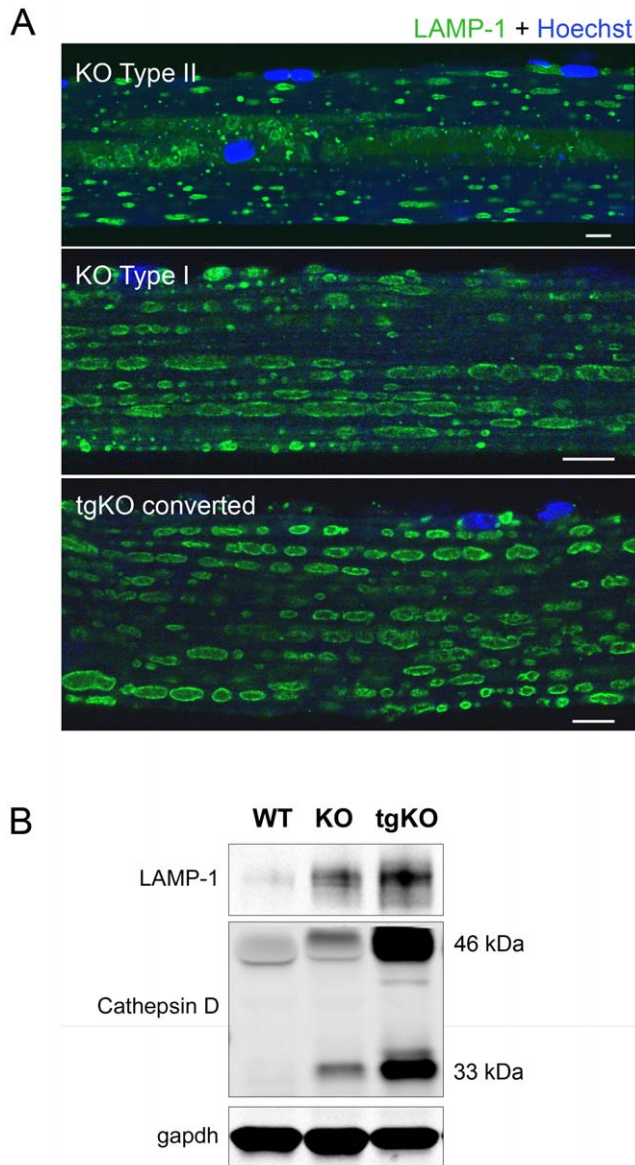 A
LAMP-1 + Hoechst
KO Type II
KO Type I
tgKO converted
B
WT KO tgKO
LAMP-1
46 kDa
Cathepsin D
33 kDa
gapdh